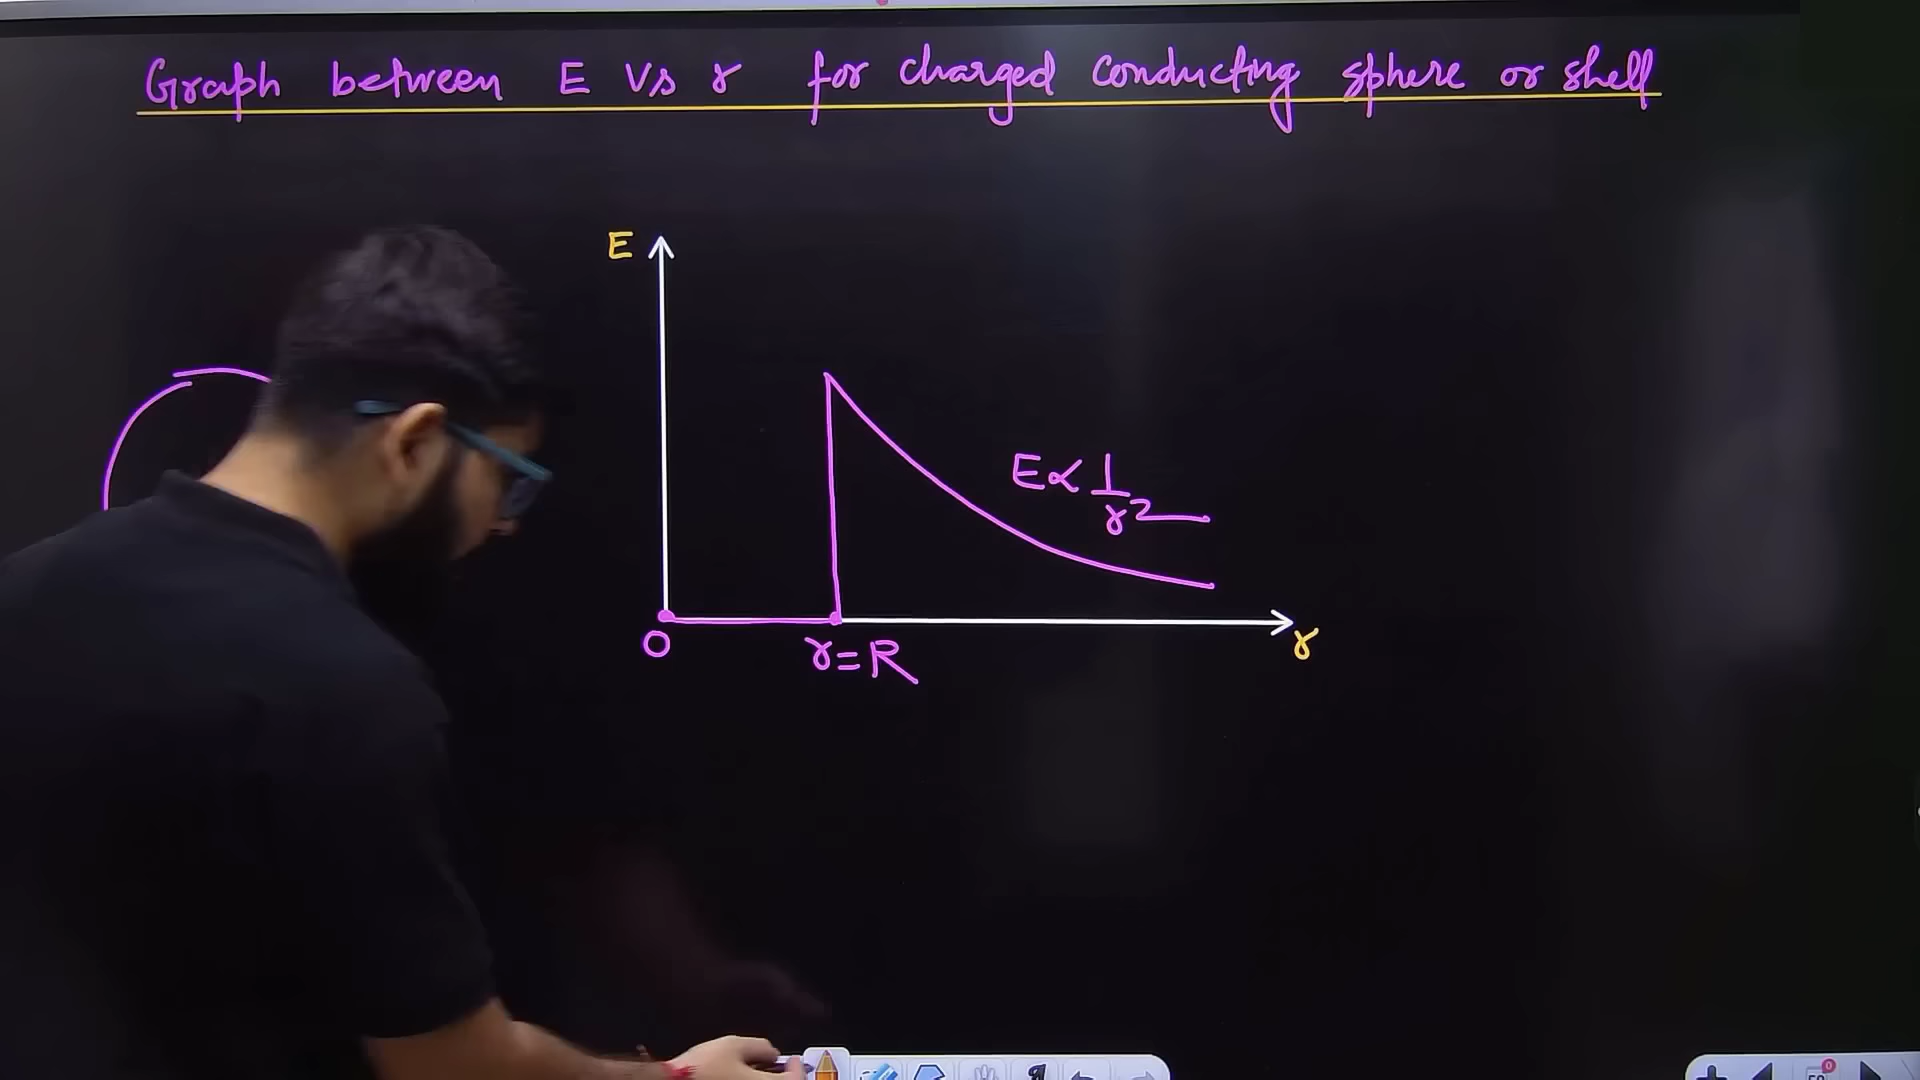 Graph between E Vs r for charged conducting sphere or shell
E
E ∝ 1/r²
O
r = R
r